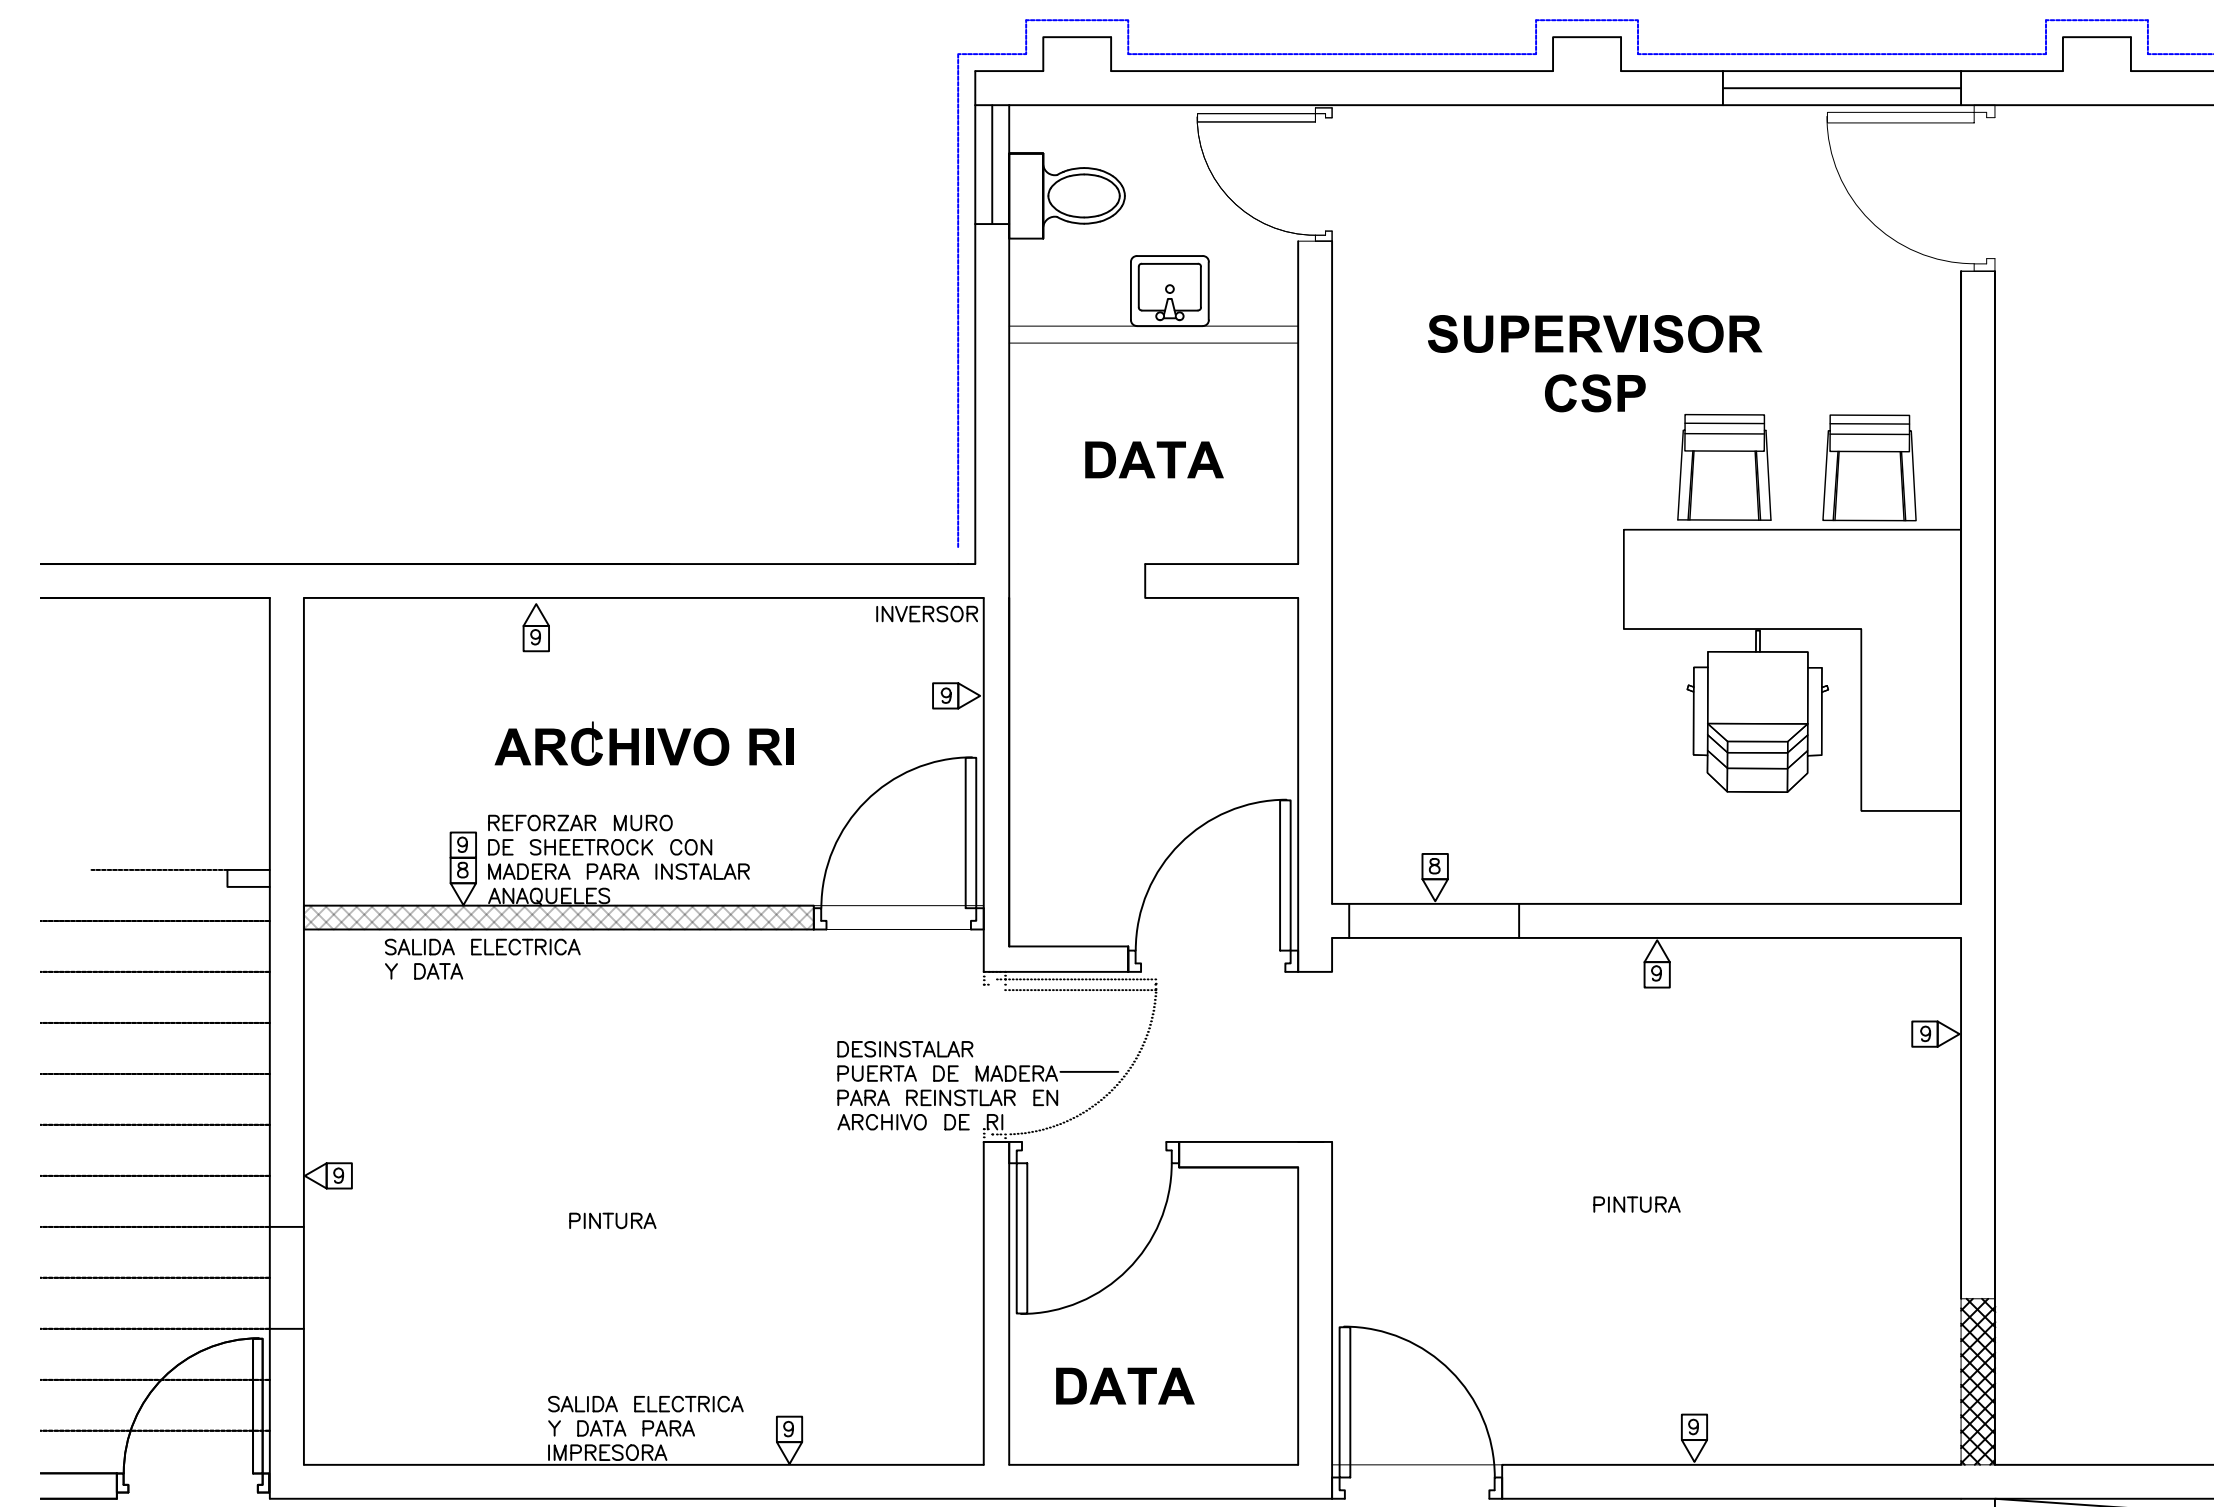 SUPERVISOR
CSP
DATA
INVERSOR
9
9
ARCHIVO RI
REFORZAR MURO
DE SHEETROCK CON
MADERA PARA INSTALAR
ANAQUELES
9
8
8
SALIDA ELECTRICA
Y DATA
9
9
DESINSTALAR
PUERTA DE MADERA
PARA REINSTLAR EN
ARCHIVO DE RI
9
PINTURA
PINTURA
DATA
SALIDA ELECTRICA
Y DATA PARA
IMPRESORA
9
9